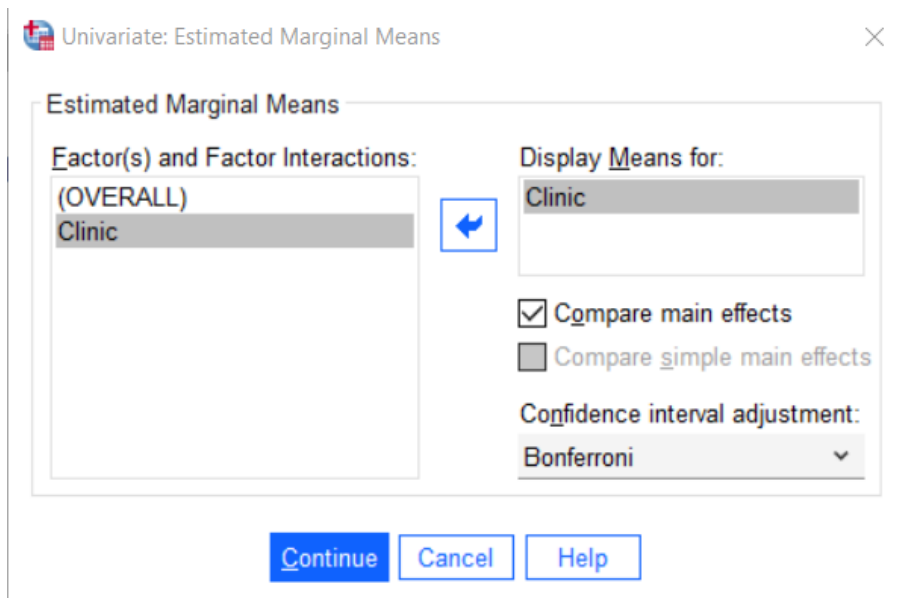 Univariate: Estimated Marginal Means
Estimated Marginal Means
Factor(s) and Factor Interactions:
(OVERALL)
Clinic
Display Means for:
Clinic
Compare main effects
Compare simple main effects
Confidence interval adjustment:
Bonferroni
Continue
Cancel
Help